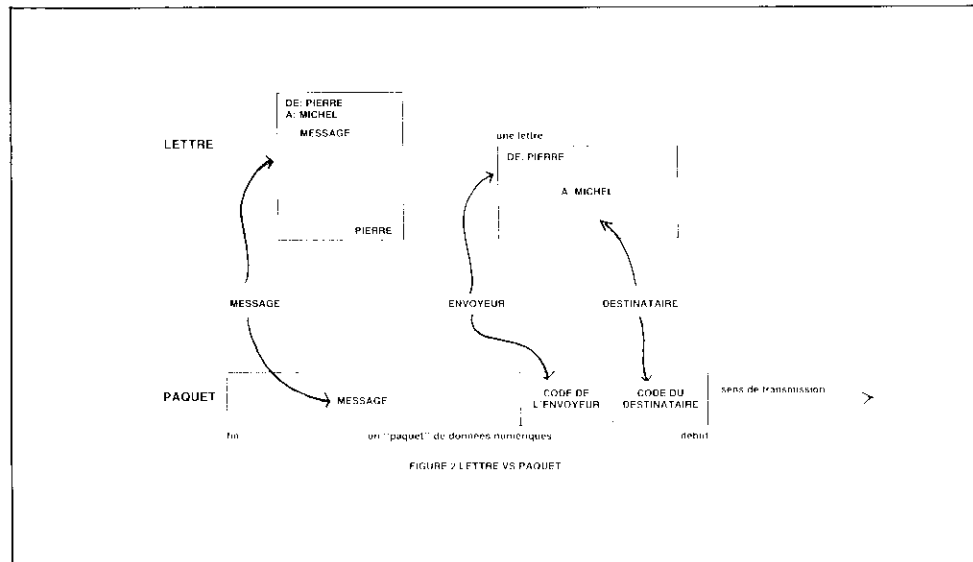 DE: PIERRE
A: MICHEL
MESSAGE
LETTRE
PIERRE
une lettre
DE: PIERRE
A: MICHEL
MESSAGE
ENVOYEUR
DESTINATAIRE
PAQUET
MESSAGE
CODE DE
L'ENVOYEUR
CODE DU
DESTINATAIRE
sens de transmission
fin
un "paquet" de données numériques
début
FIGURE 2 LETTRE VS PAQUET